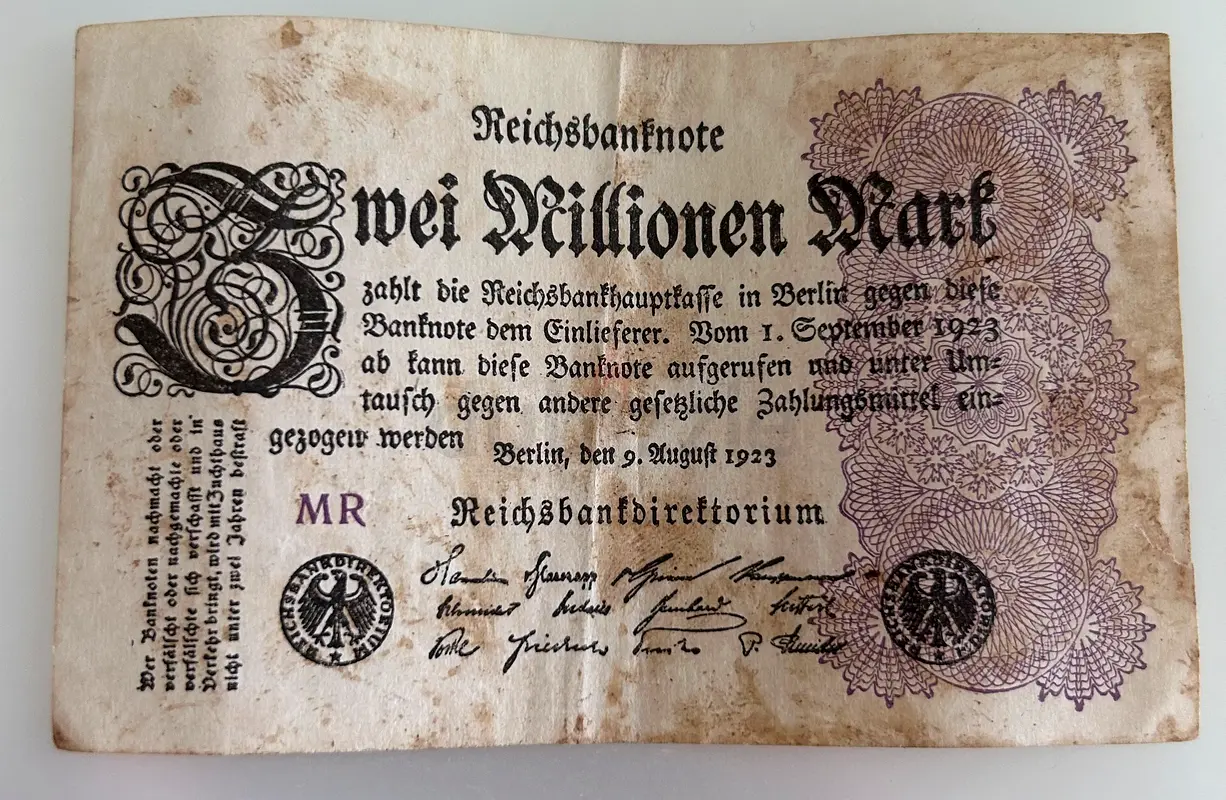 Reichsbanknote
Zwei Millionen Mark
zahlt die Reichsbankhauptkasse in Berlin gegen diese
Banknote dem Einlieferer. Vom 1. September 1923
ab kann diese Banknote aufgerufen und unter Um=
tausch gegen andere gesetzliche Zahlungsmittel ein=
gezogen werden
Berlin, den 9. August 1923
MR
Reichsbankdirektorium
Wer Banknoten nachmacht oder
verfälscht oder nachgemachte oder
verfälschte sich verschafft und in
Verkehr bringt, wird mit Zuchthaus
nicht unter zwei Jahren bestraft
REICHSBANKDIREKTORIUM
REICHSBANKDIREKTORIUM